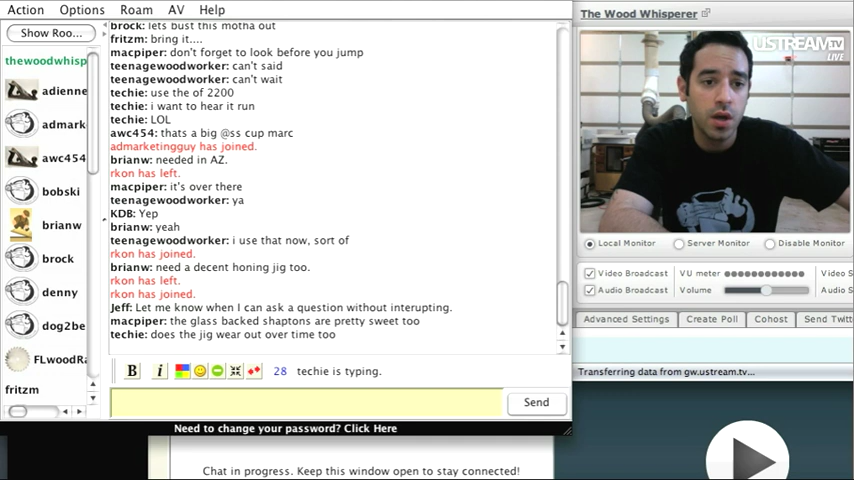 Action Options Roam AV Help
Show Roo...
thewoodwhisp
adienne
admark
awc454
bobski
brianw
brock
denny
dog2be
FLwoodRa
fritzm
brock: lets bust this motha out
fritzm: bring it....
macpiper: don't forget to look before you jump
teenagewoodworker: can't said
teenagewoodworker: can't wait
techie: use the of 2200
techie: i want to hear it run
techie: LOL
awc454: thats a big @ss cup marc
admarketingguy has joined.
brianw: needed in AZ.
rkon has left.
macpiper: it's over there
teenagewoodworker: ya
KDB: Yep
brianw: yeah
teenagewoodworker: i use that now, sort of
rkon has joined.
brianw: need a decent honing jig too.
rkon has left.
rkon has joined.
Jeff: Let me know when I can ask a question without interupting.
macpiper: the glass backed shaptons are pretty sweet too
techie: does the jig wear out over time too
B i 28 techie is typing.
Send
Need to change your password? Click Here
Chat in progress. Keep this window open to stay connected!
The Wood Whisperer
USTREAM.TV
LIVE
Local Monitor Server Monitor Disable Monitor
Video Broadcast VU meter Video S
Audio Broadcast Volume Audio S
Advanced Settings Create Poll Cohost Send Twitt
Transferring data from gw.ustream.tv...